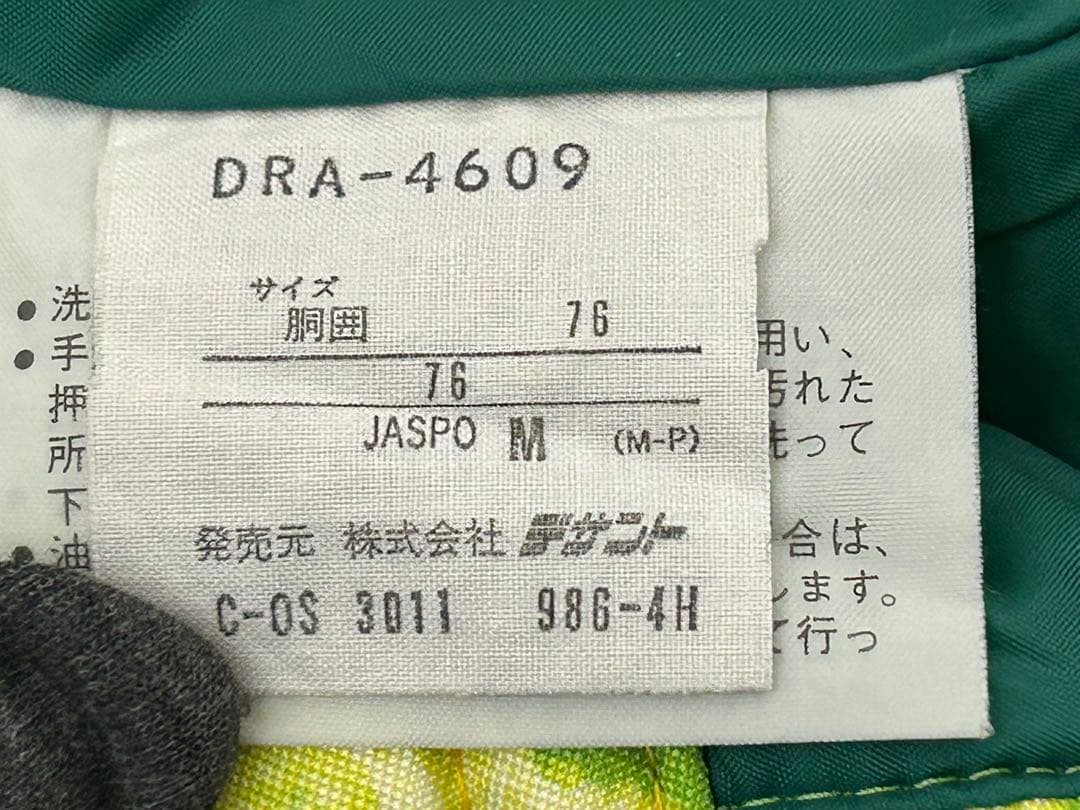 DRA-4609
サイズ
胴囲 76
76
JASPO M (M-P)
発売元 株式会社 デサント
C-OS 3011 986-4H
• 洗
• 手
押
所
下
• 油
用い、
汚れた
洗って
合は、
します。
て行っ